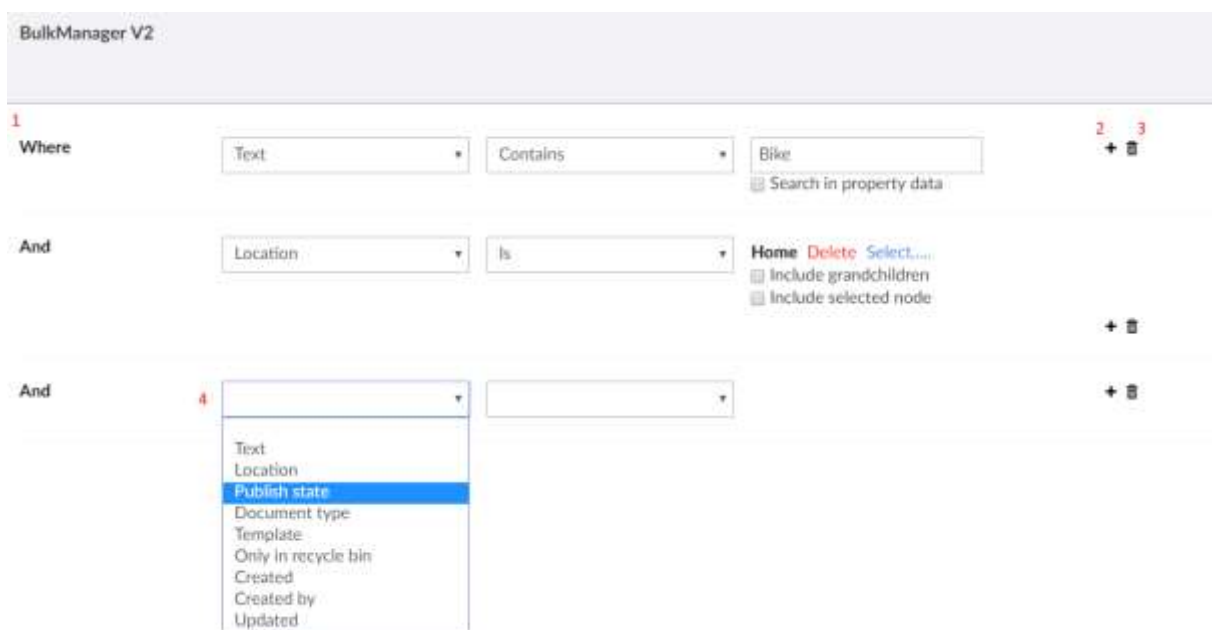 BulkManager V2
1
2 3
Where Text Contains Bike
Search in property data
And Location Is Home Delete Select.....
Include grandchildren
Include selected node
And
4
Text
Location
Publish state
Document type
Template
Only in recycle bin
Created
Created by
Updated